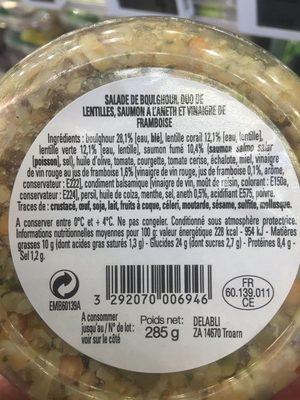 SALADE DE BOULGHOUR, DUO DE
LENTILLES, SAUMON A L'ANETH ET VINAIGRE DE
FRAMBOISE
Ingrédients : boulghour 28,1% [eau, blé], lentille corail 12,1% [eau, lentille],
lentille verte 12,1% [eau, lentille], saumon fumé 10,4% (saumon salmo salar
[poisson], sel), huile d'olive, tomate, courgette, tomate cerise, échalote, miel, vinaigre
de vin rouge au jus de framboise 1,6% [vinaigre de vin rouge, jus de framboise 0,1%, arôme,
conservateur : E222], condiment balsamique [vinaigre de vin, moût de raisin, colorant : E150a,
conservateur : E224], persil, huile de colza, menthe, sel, aneth 0,5%, acidifiant E575, poivre.
Traces de : crustacé, œuf, soja, lait, fruits à coque, céleri, moutarde, sésame, sulfite, mollusque.
A conserver entre 0°C et + 4°C. Ne pas congeler. Conditionné sous atmosphère protectrice.
Informations nutritionnelles moyennes pour 100 g: valeur énergétique 228 kcal - 954 kJ - Matières
grasses 10 g (dont acides gras saturés 1,3 g) - Glucides 24 g (dont sucres 2,7 g) - Protéines 8,4 g -
Sel 1,2 g.
EMB60139A
3 292070 006946
FR
60.139.011
CE
A consommer
jusqu'au / N° de lot :
voir sur le côté
Poids net:
285 g
DELABLI
ZA 14670 Troarn